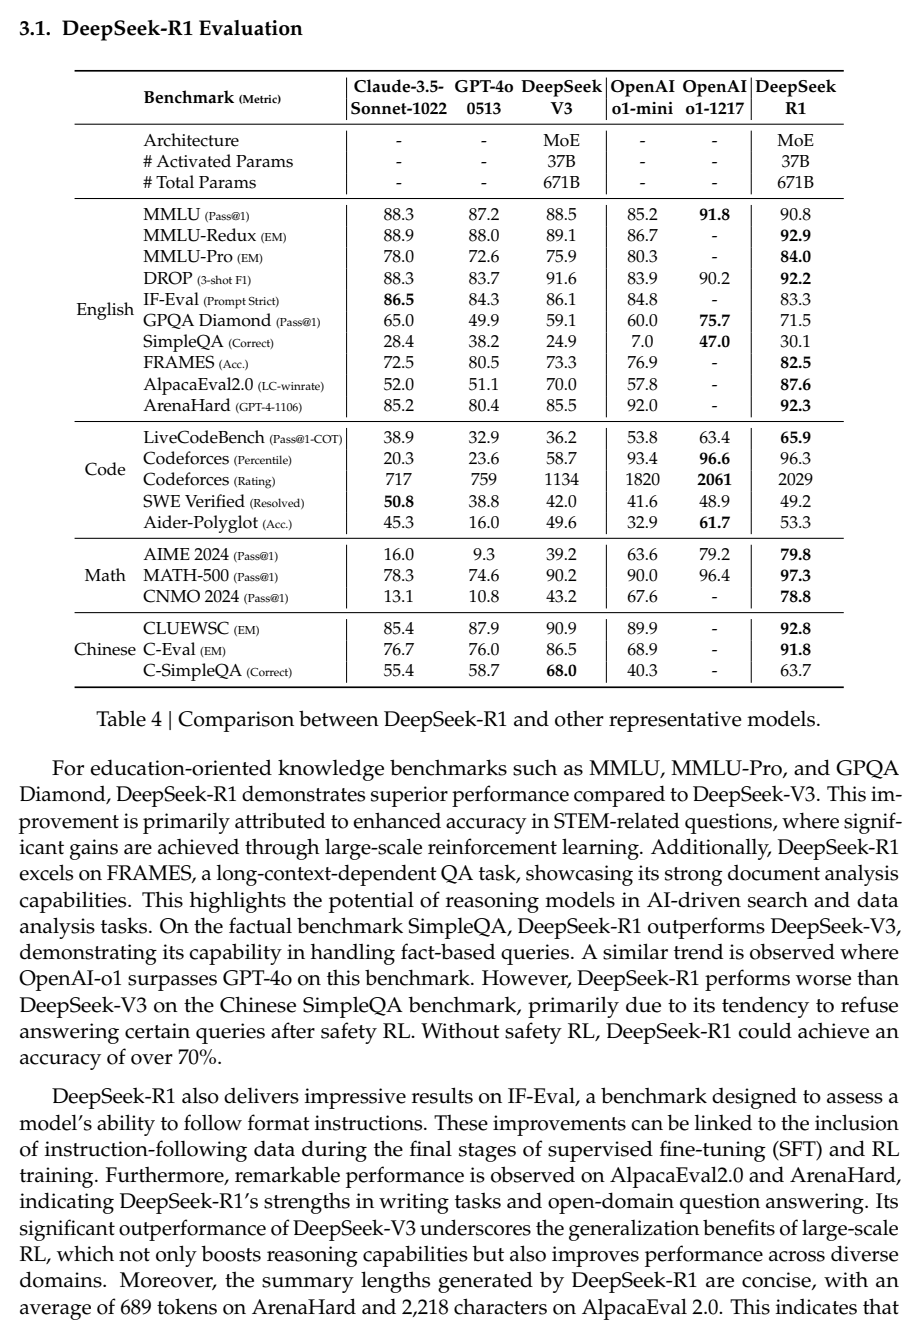 3.1. DeepSeek-R1 Evaluation
Benchmark (Metric) Claude-3.5- GPT-4o DeepSeek OpenAI OpenAI DeepSeek
Sonnet-1022 0513 V3 o1-mini o1-1217 R1
Architecture - - MoE - - MoE
# Activated Params - - 37B - - 37B
# Total Params - - 671B - - 671B
English
MMLU (Pass@1) 88.3 87.2 88.5 85.2 91.8 90.8
MMLU-Redux (EM) 88.9 88.0 89.1 86.7 - 92.9
MMLU-Pro (EM) 78.0 72.6 75.9 80.3 - 84.0
DROP (3-shot F1) 88.3 83.7 91.6 83.9 90.2 92.2
IF-Eval (Prompt Strict) 86.5 84.3 86.1 84.8 - 83.3
GPQA Diamond (Pass@1) 65.0 49.9 59.1 60.0 75.7 71.5
SimpleQA (Correct) 28.4 38.2 24.9 7.0 47.0 30.1
FRAMES (Acc.) 72.5 80.5 73.3 76.9 - 82.5
AlpacaEval2.0 (LC-winrate) 52.0 51.1 70.0 57.8 - 87.6
ArenaHard (GPT-4-1106) 85.2 80.4 85.5 92.0 - 92.3
Code
LiveCodeBench (Pass@1-COT) 38.9 32.9 36.2 53.8 63.4 65.9
Codeforces (Percentile) 20.3 23.6 58.7 93.4 96.6 96.3
Codeforces (Rating) 717 759 1134 1820 2061 2029
SWE Verified (Resolved) 50.8 38.8 42.0 41.6 48.9 49.2
Aider-Polyglot (Acc.) 45.3 16.0 49.6 32.9 61.7 53.3
Math
AIME 2024 (Pass@1) 16.0 9.3 39.2 63.6 79.2 79.8
MATH-500 (Pass@1) 78.3 74.6 90.2 90.0 96.4 97.3
CNMO 2024 (Pass@1) 13.1 10.8 43.2 67.6 - 78.8
Chinese
CLUEWSC (EM) 85.4 87.9 90.9 89.9 - 92.8
C-Eval (EM) 76.7 76.0 86.5 68.9 - 91.8
C-SimpleQA (Correct) 55.4 58.7 68.0 40.3 - 63.7
Table 4 | Comparison between DeepSeek-R1 and other representative models.
For education-oriented knowledge benchmarks such as MMLU, MMLU-Pro, and GPQA
Diamond, DeepSeek-R1 demonstrates superior performance compared to DeepSeek-V3. This im-
provement is primarily attributed to enhanced accuracy in STEM-related questions, where signif-
icant gains are achieved through large-scale reinforcement learning. Additionally, DeepSeek-R1
excels on FRAMES, a long-context-dependent QA task, showcasing its strong document analysis
capabilities. This highlights the potential of reasoning models in AI-driven search and data
analysis tasks. On the factual benchmark SimpleQA, DeepSeek-R1 outperforms DeepSeek-V3,
demonstrating its capability in handling fact-based queries. A similar trend is observed where
OpenAI-o1 surpasses GPT-4o on this benchmark. However, DeepSeek-R1 performs worse than
DeepSeek-V3 on the Chinese SimpleQA benchmark, primarily due to its tendency to refuse
answering certain queries after safety RL. Without safety RL, DeepSeek-R1 could achieve an
accuracy of over 70%.
DeepSeek-R1 also delivers impressive results on IF-Eval, a benchmark designed to assess a
model's ability to follow format instructions. These improvements can be linked to the inclusion
of instruction-following data during the final stages of supervised fine-tuning (SFT) and RL
training. Furthermore, remarkable performance is observed on AlpacaEval2.0 and ArenaHard,
indicating DeepSeek-R1's strengths in writing tasks and open-domain question answering. Its
significant outperformance of DeepSeek-V3 underscores the generalization benefits of large-scale
RL, which not only boosts reasoning capabilities but also improves performance across diverse
domains. Moreover, the summary lengths generated by DeepSeek-R1 are concise, with an
average of 689 tokens on ArenaHard and 2,218 characters on AlpacaEval 2.0. This indicates that